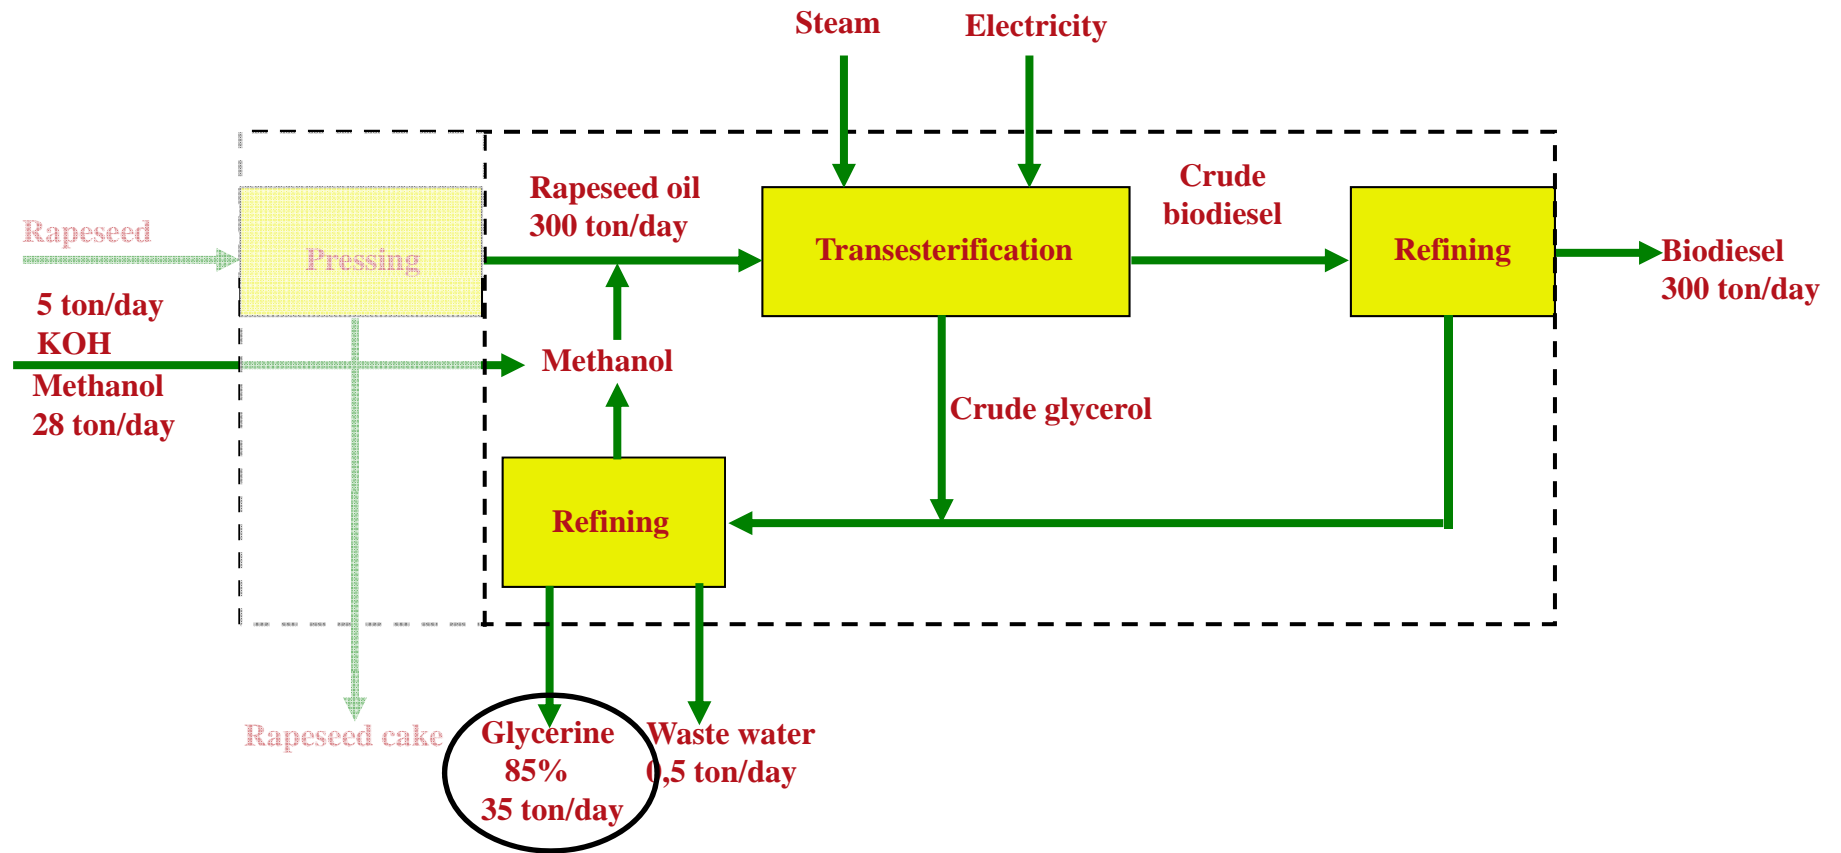 Steam
Electricity
Rapeseed oil
300 ton/day
Crude
biodiesel
Rapeseed
Pressing
Transesterification
Refining
Biodiesel
300 ton/day
5 ton/day
KOH
Methanol
28 ton/day
Methanol
Crude glycerol
Refining
Rapeseed cake
Glycerine
85%
35 ton/day
Waste water
0,5 ton/day